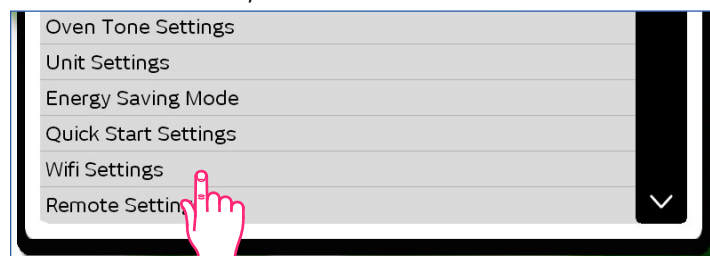 Oven Tone Settings
Unit Settings
Energy Saving Mode
Quick Start Settings
Wifi Settings
Remote Settin